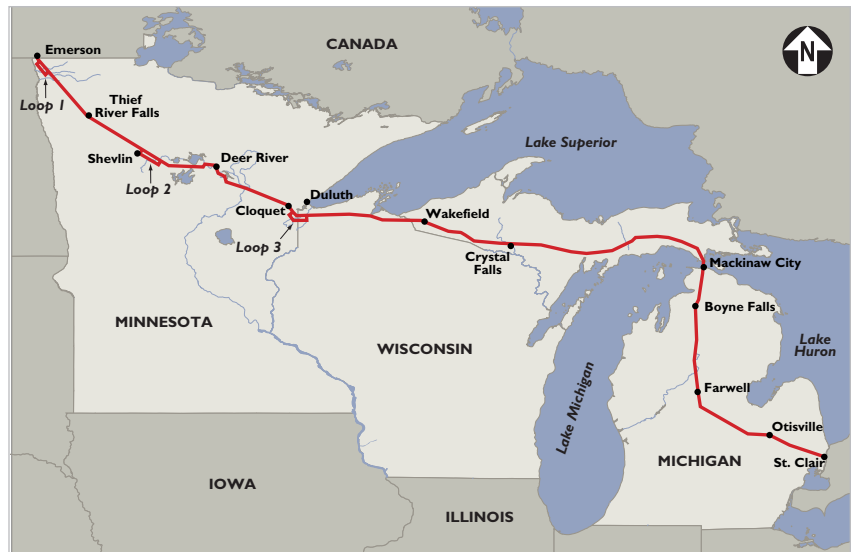 Emerson
CANADA
N
Loop 1
Thief
River Falls
Lake Superior
Shevlin
Deer River
Loop 2
Duluth
Cloquet
Wakefield
Loop 3
Crystal
Falls
Mackinaw City
Boyne Falls
MINNESOTA
WISCONSIN
Lake
Huron
Lake Michigan
Farwell
Otisville
MICHIGAN
St. Clair
IOWA
ILLINOIS